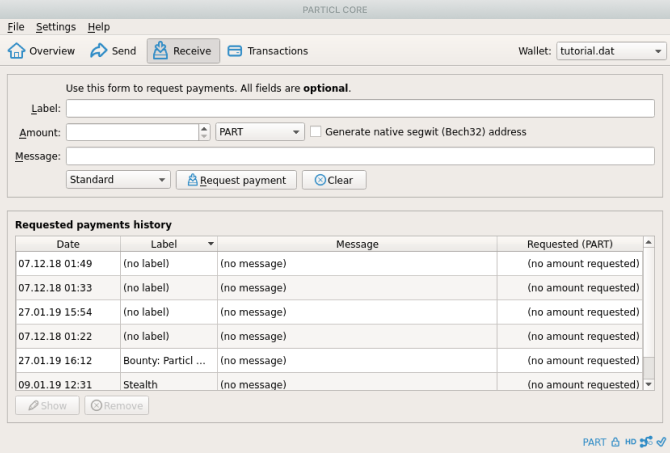 PARTICL CORE
File Settings Help
Overview Send Receive Transactions Wallet: tutorial.dat
Use this form to request payments. All fields are optional.
Label:
Amount: PART Generate native segwit (Bech32) address
Message:
Standard Request payment Clear
Requested payments history
Date Label Message Requested (PART)
07.12.18 01:49 (no label) (no message) (no amount requested)
07.12.18 01:33 (no label) (no message) (no amount requested)
27.01.19 15:54 (no label) (no message) (no amount requested)
07.12.18 01:22 (no label) (no message) (no amount requested)
27.01.19 16:12 Bounty: Particl ... (no message) (no amount requested)
09.01.19 12:31 Stealth (no message) (no amount requested)
Show Remove
PART HD